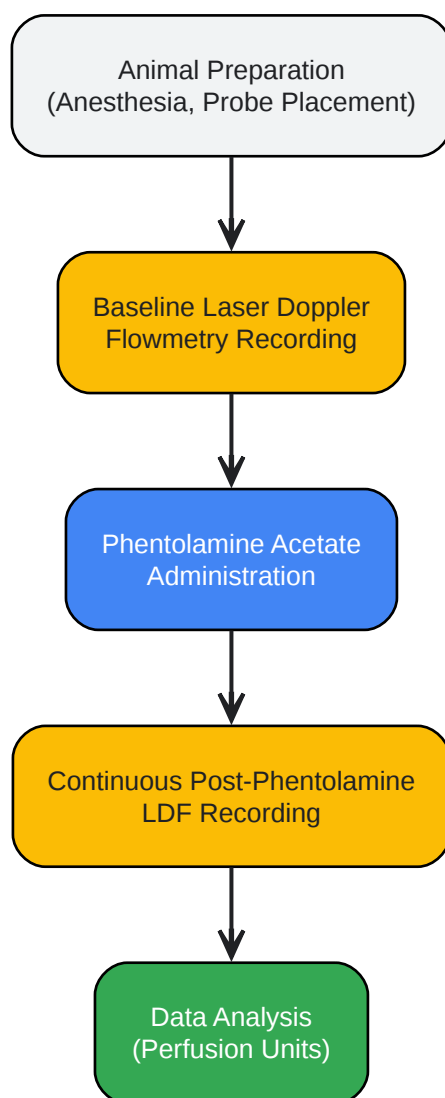 Animal Preparation
(Anesthesia, Probe Placement)
Baseline Laser Doppler
Flowmetry Recording
Phentolamine Acetate
Administration
Continuous Post-Phentolamine
LDF Recording
Data Analysis
(Perfusion Units)